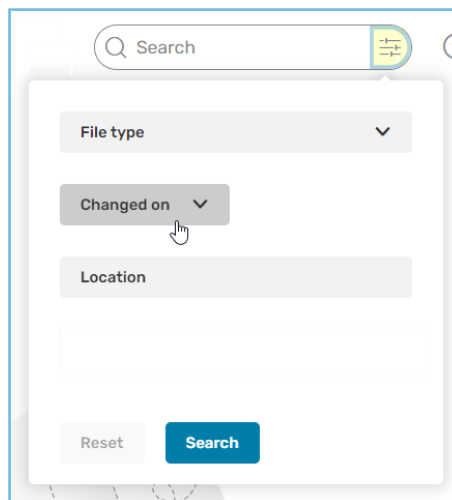 Search
File type
Changed on
Location
Reset
Search